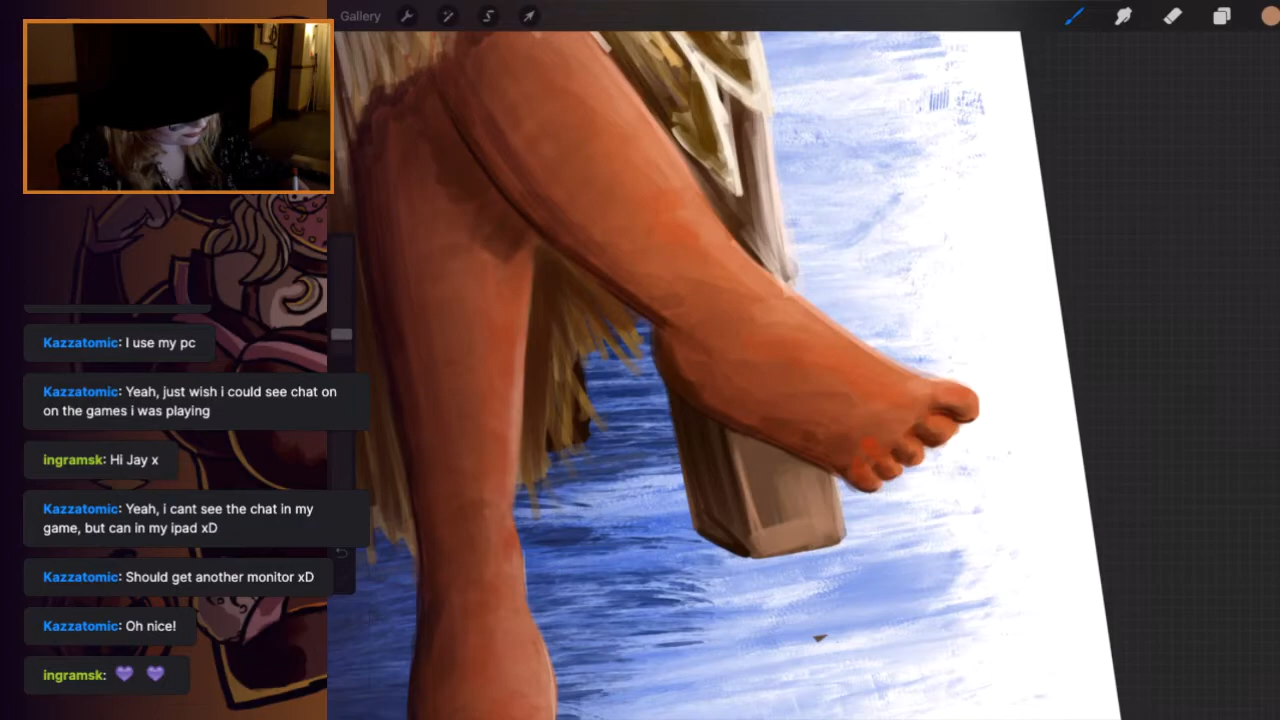 Gallery
Kazzatomic: I use my pc
Kazzatomic: Yeah, just wish i could see chat on
on the games i was playing
ingramsk: Hi Jay x
Kazzatomic: Yeah, i cant see the chat in my
game, but can in my ipad xD
Kazzatomic: Should get another monitor xD
Kazzatomic: Oh nice!
ingramsk: 💜 💜